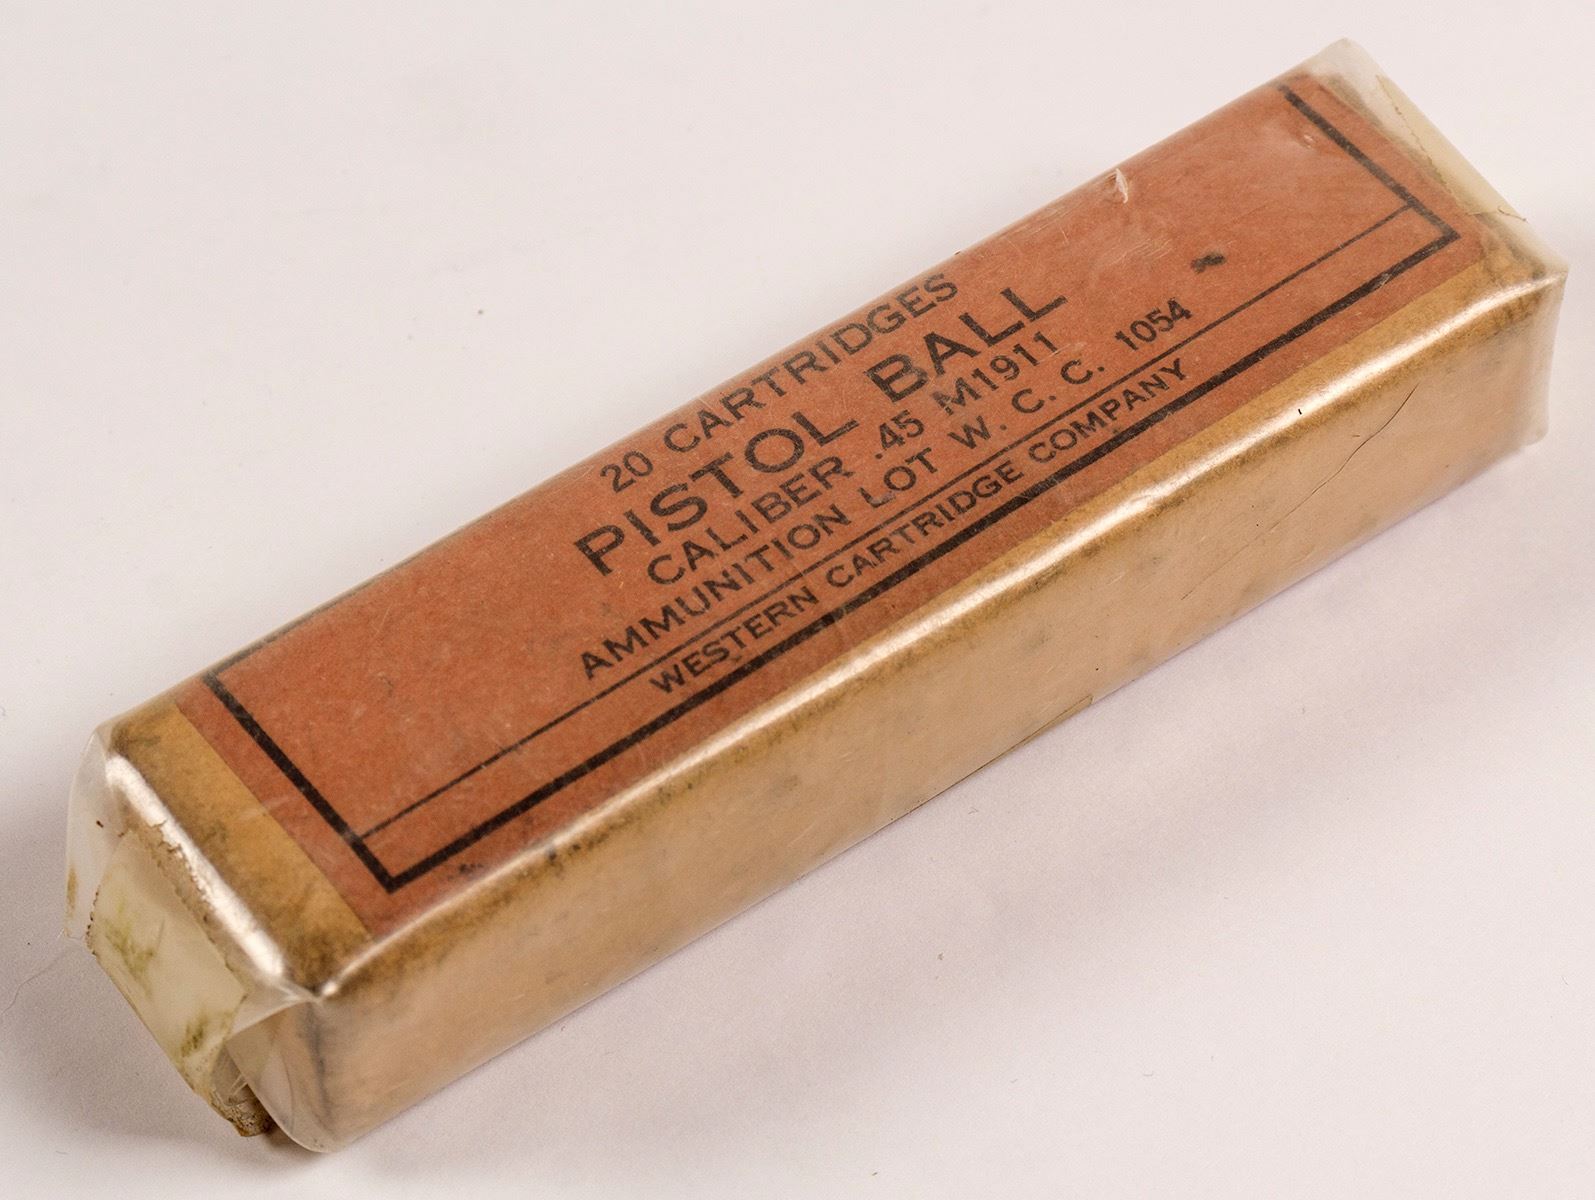 20 CARTRIDGES
PISTOL BALL
CALIBER .45 M1911
AMMUNITION LOT W. C. C. 1054
WESTERN CARTRIDGE COMPANY